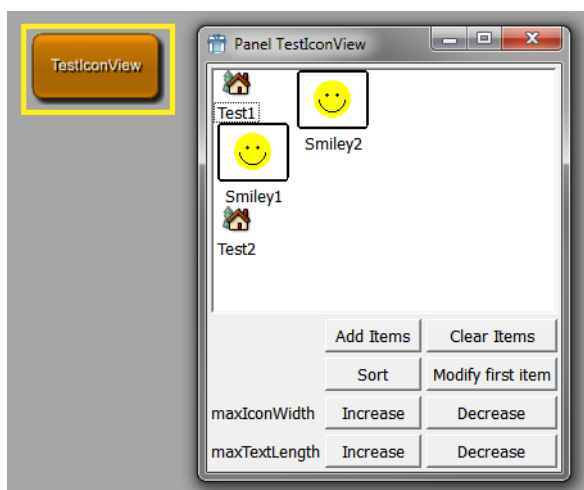 TestIconView
Panel TestIconView
Test1
Smiley2
Smiley1
Test2
Add Items Clear Items
Sort Modify first item
maxIconWidth Increase Decrease
maxTextLength Increase Decrease